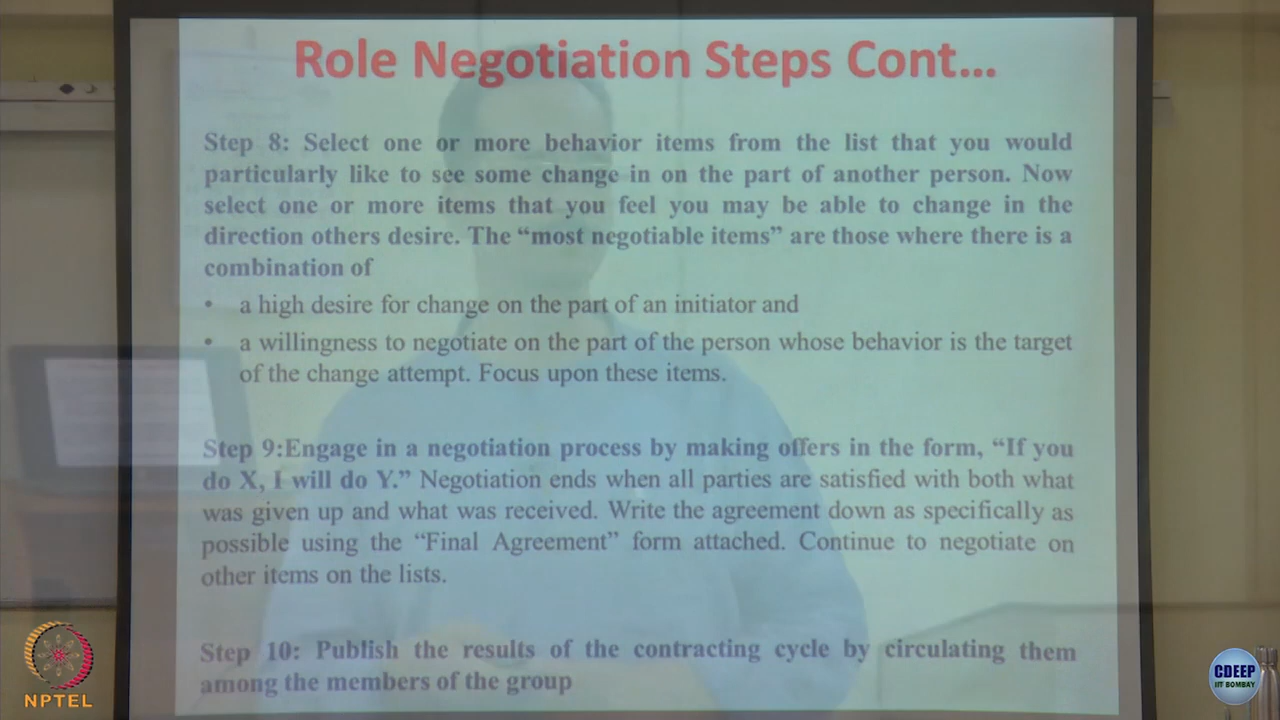 Role Negotiation Steps Cont...
Step 8: Select one or more behavior items from the list that you would
particularly like to see some change in on the part of another person. Now
select one or more items that you feel you may be able to change in the
direction others desire. The “most negotiable items” are those where there is a
combination of
• a high desire for change on the part of an initiator and
• a willingness to negotiate on the part of the person whose behavior is the target
of the change attempt. Focus upon these items.
Step 9:Engage in a negotiation process by making offers in the form, “If you
do X, I will do Y.” Negotiation ends when all parties are satisfied with both what
was given up and what was received. Write the agreement down as specifically as
possible using the “Final Agreement” form attached. Continue to negotiate on
other items on the lists.
Step 10: Publish the results of the contracting cycle by circulating them
among the members of the group
NPTEL
CDEEP
IIT BOMBAY